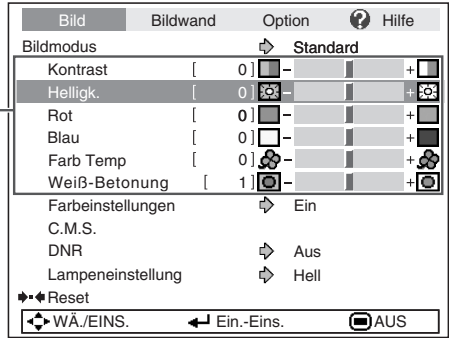 Bild Bildwand Option Hilfe
Bildmodus Standard
Kontrast [ 0 ] - +
Helligk. [ 0 ] - +
Rot [ 0 ] - +
Blau [ 0 ] - +
Farb Temp [ 0 ] - +
Weiß-Betonung [ 1 ] - +
Farbeinstellungen Ein
C.M.S.
DNR Aus
Lampeneinstellung Hell
Reset
WÄ./EINS. Ein.-Eins. AUS